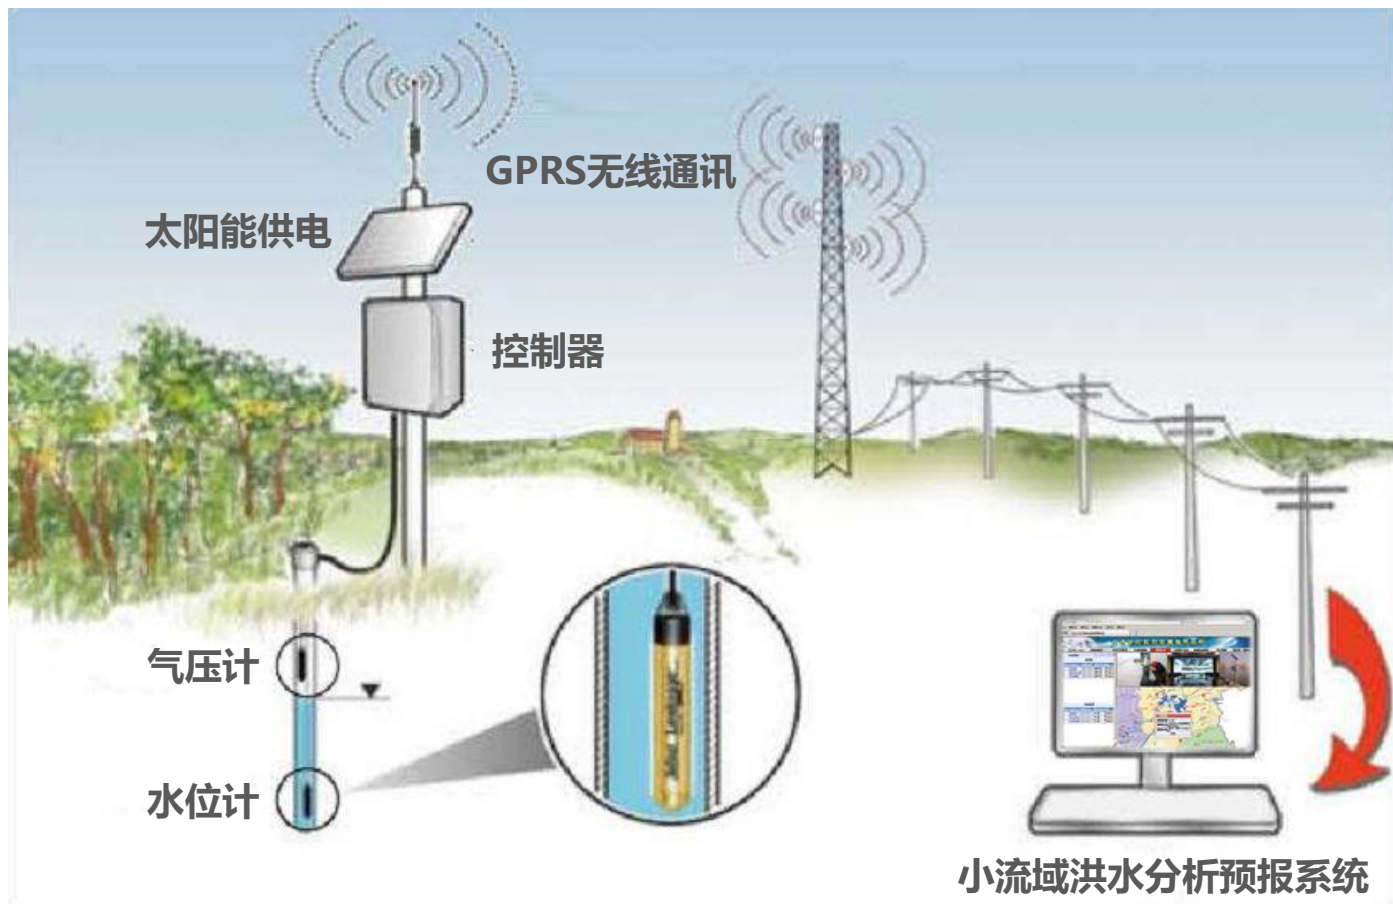 GPRS无线通讯
太阳能供电
控制器
气压计
水位计
小流域洪水分析预报系统